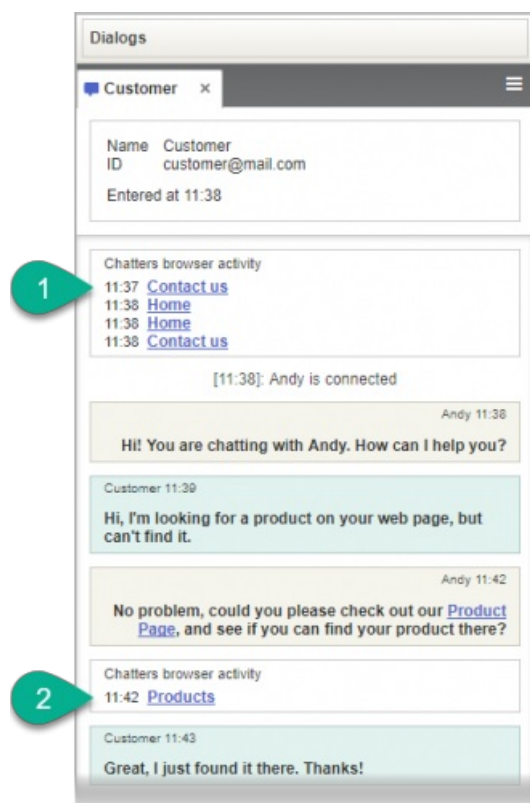 Dialogs
Customer ×
Name Customer
ID customer@mail.com
Entered at 11:38
Chatters browser activity
1
11:37 Contact us
11:38 Home
11:38 Home
11:38 Contact us
[11:38]: Andy is connected
Andy 11:38
Hi! You are chatting with Andy. How can I help you?
Customer 11:39
Hi, I'm looking for a product on your web page, but
can't find it.
Andy 11:42
No problem, could you please check out our Product
Page, and see if you can find your product there?
Chatters browser activity
2
11:42 Products
Customer 11:43
Great, I just found it there. Thanks!